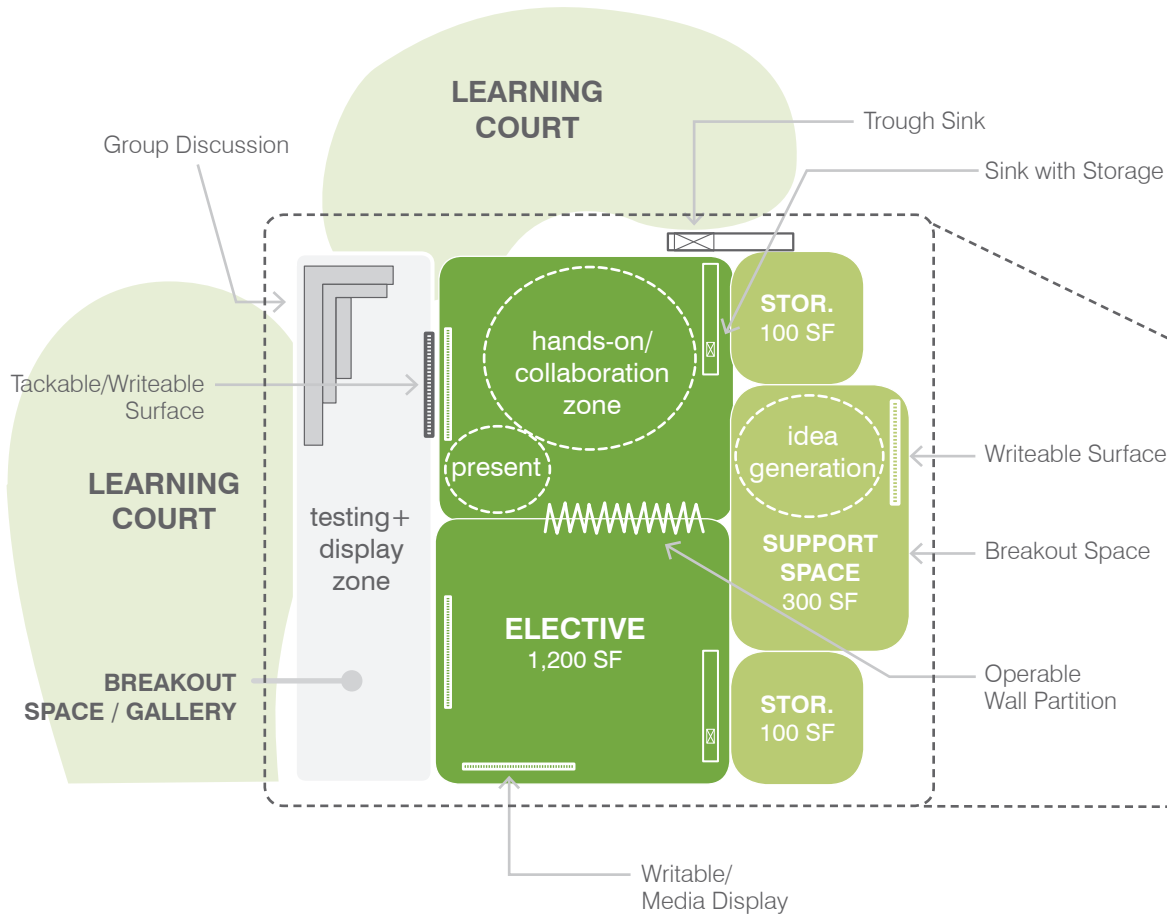 LEARNING
COURT
Group Discussion
Trough Sink
Sink with Storage
STOR.
100 SF
hands-on/
collaboration
zone
Tackable/Writeable
Surface
present
idea
generation
Writeable Surface
LEARNING
COURT
testing+
display
zone
SUPPORT
SPACE
300 SF
Breakout Space
ELECTIVE
1,200 SF
BREAKOUT
SPACE / GALLERY
Operable
Wall Partition
STOR.
100 SF
Writable/
Media Display